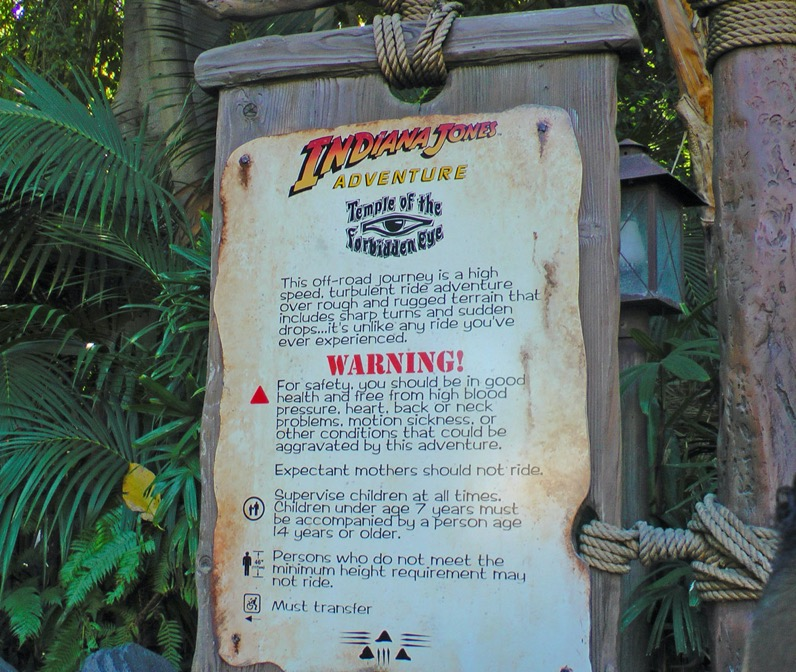 INDIANA JONES
ADVENTURE
Temple of the
Forbidden Eye
This off-road journey is a high
speed, turbulent ride adventure
over rough and rugged terrain that
includes sharp turns and sudden
drops...it's unlike any ride you've
ever experienced.
WARNING!
For safety, you should be in good
health and free from high blood
pressure, heart, back or neck
problems, motion sickness, or
other conditions that could be
aggravated by this adventure.
Expectant mothers should not ride.
Supervise children at all times.
Children under age 7 years must
be accompanied by a person age
14 years or older.
46"
Persons who do not meet the
minimum height requirement may
not ride.
Must transfer